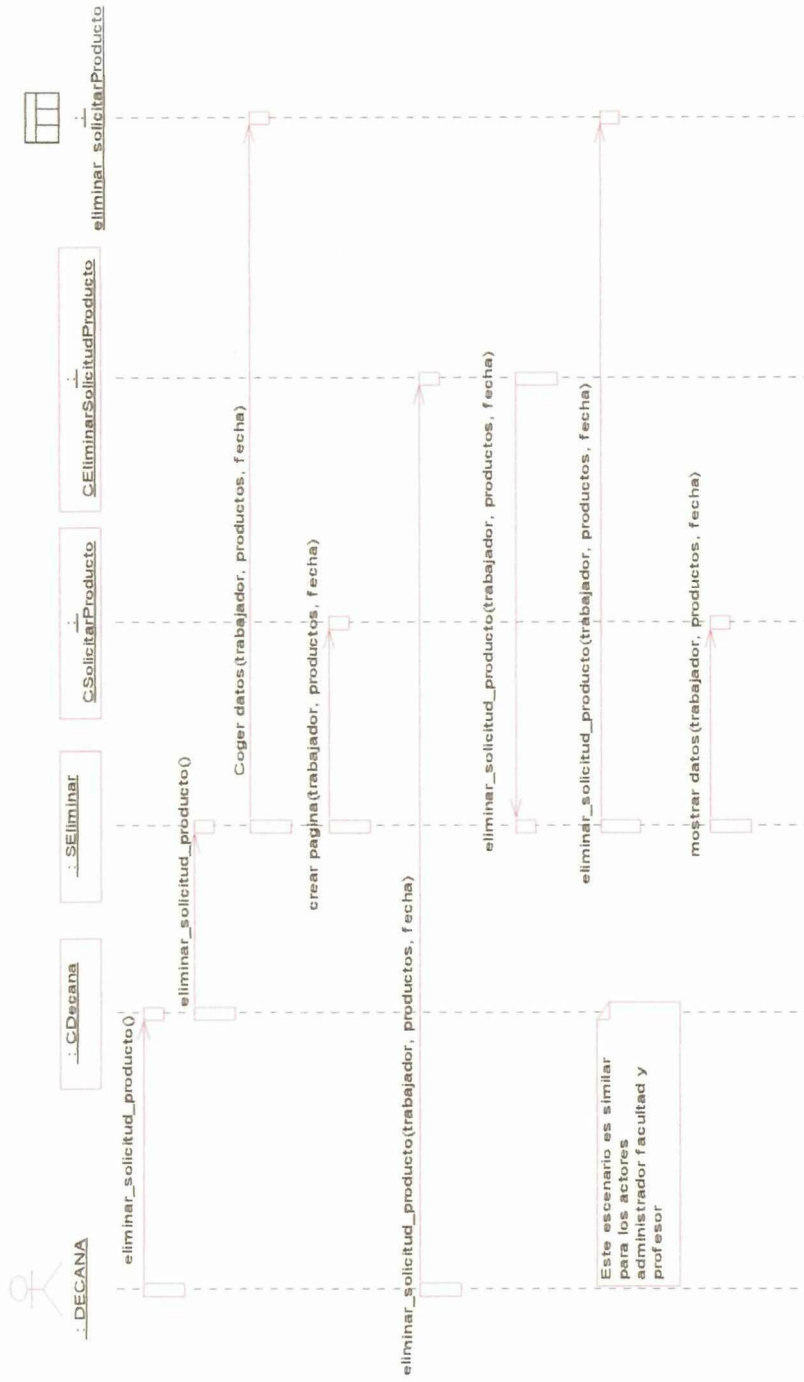 : DECANA
: CDecana
: SEliminar
:
CSolicitarProducto
:
CEliminarSolicitudProducto
:
eliminar_solicitarProducto
eliminar_solicitud_producto()
eliminar_solicitud_producto()
Coger datos(trabajador, productos, fecha)
crear pagina(trabajador, productos, fecha)
eliminar_solicitud_producto(trabajador, productos, fecha)
eliminar_solicitud_producto(trabajador, productos, fecha)
eliminar_solicitud_producto(trabajador, productos, fecha)
mostrar datos(trabajador, productos, fecha)
Este escenario es similar
para los actores
administrador facultad y
profesor